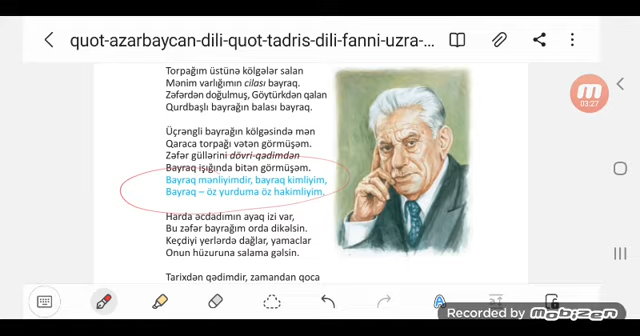 quot-azarbaycan-dili-quot-tadris-dili-fanni-uzra-...
Torpağım üstünə kölgələr salan
Mənim varlığımın cilası bayraq.
Zəfərdən doğulmuş, Göytürkdən qalan
Qurdbaşlı bayrağın balası bayraq.
Üçrəngli bayrağın kölgəsində mən
Qaraca torpağı vətən görmüşəm.
Zəfər güllərini dövri-qədimdən
Bayraq işığında bitən görmüşəm.
Bayraq mənliyimdir, bayraq kimliyim,
Bayraq – öz yurduma öz hakimliyim.
Harda əcdadımın ayaq izi var,
Bu zəfər bayrağım orda dikəlsin.
Keçdiyi yerlərdə dağlar, yamaclar
Onun hüzuruna salama gəlsin.
Tarixdən qədimdir, zamandan qoca
03:27
Recorded by
mobizen